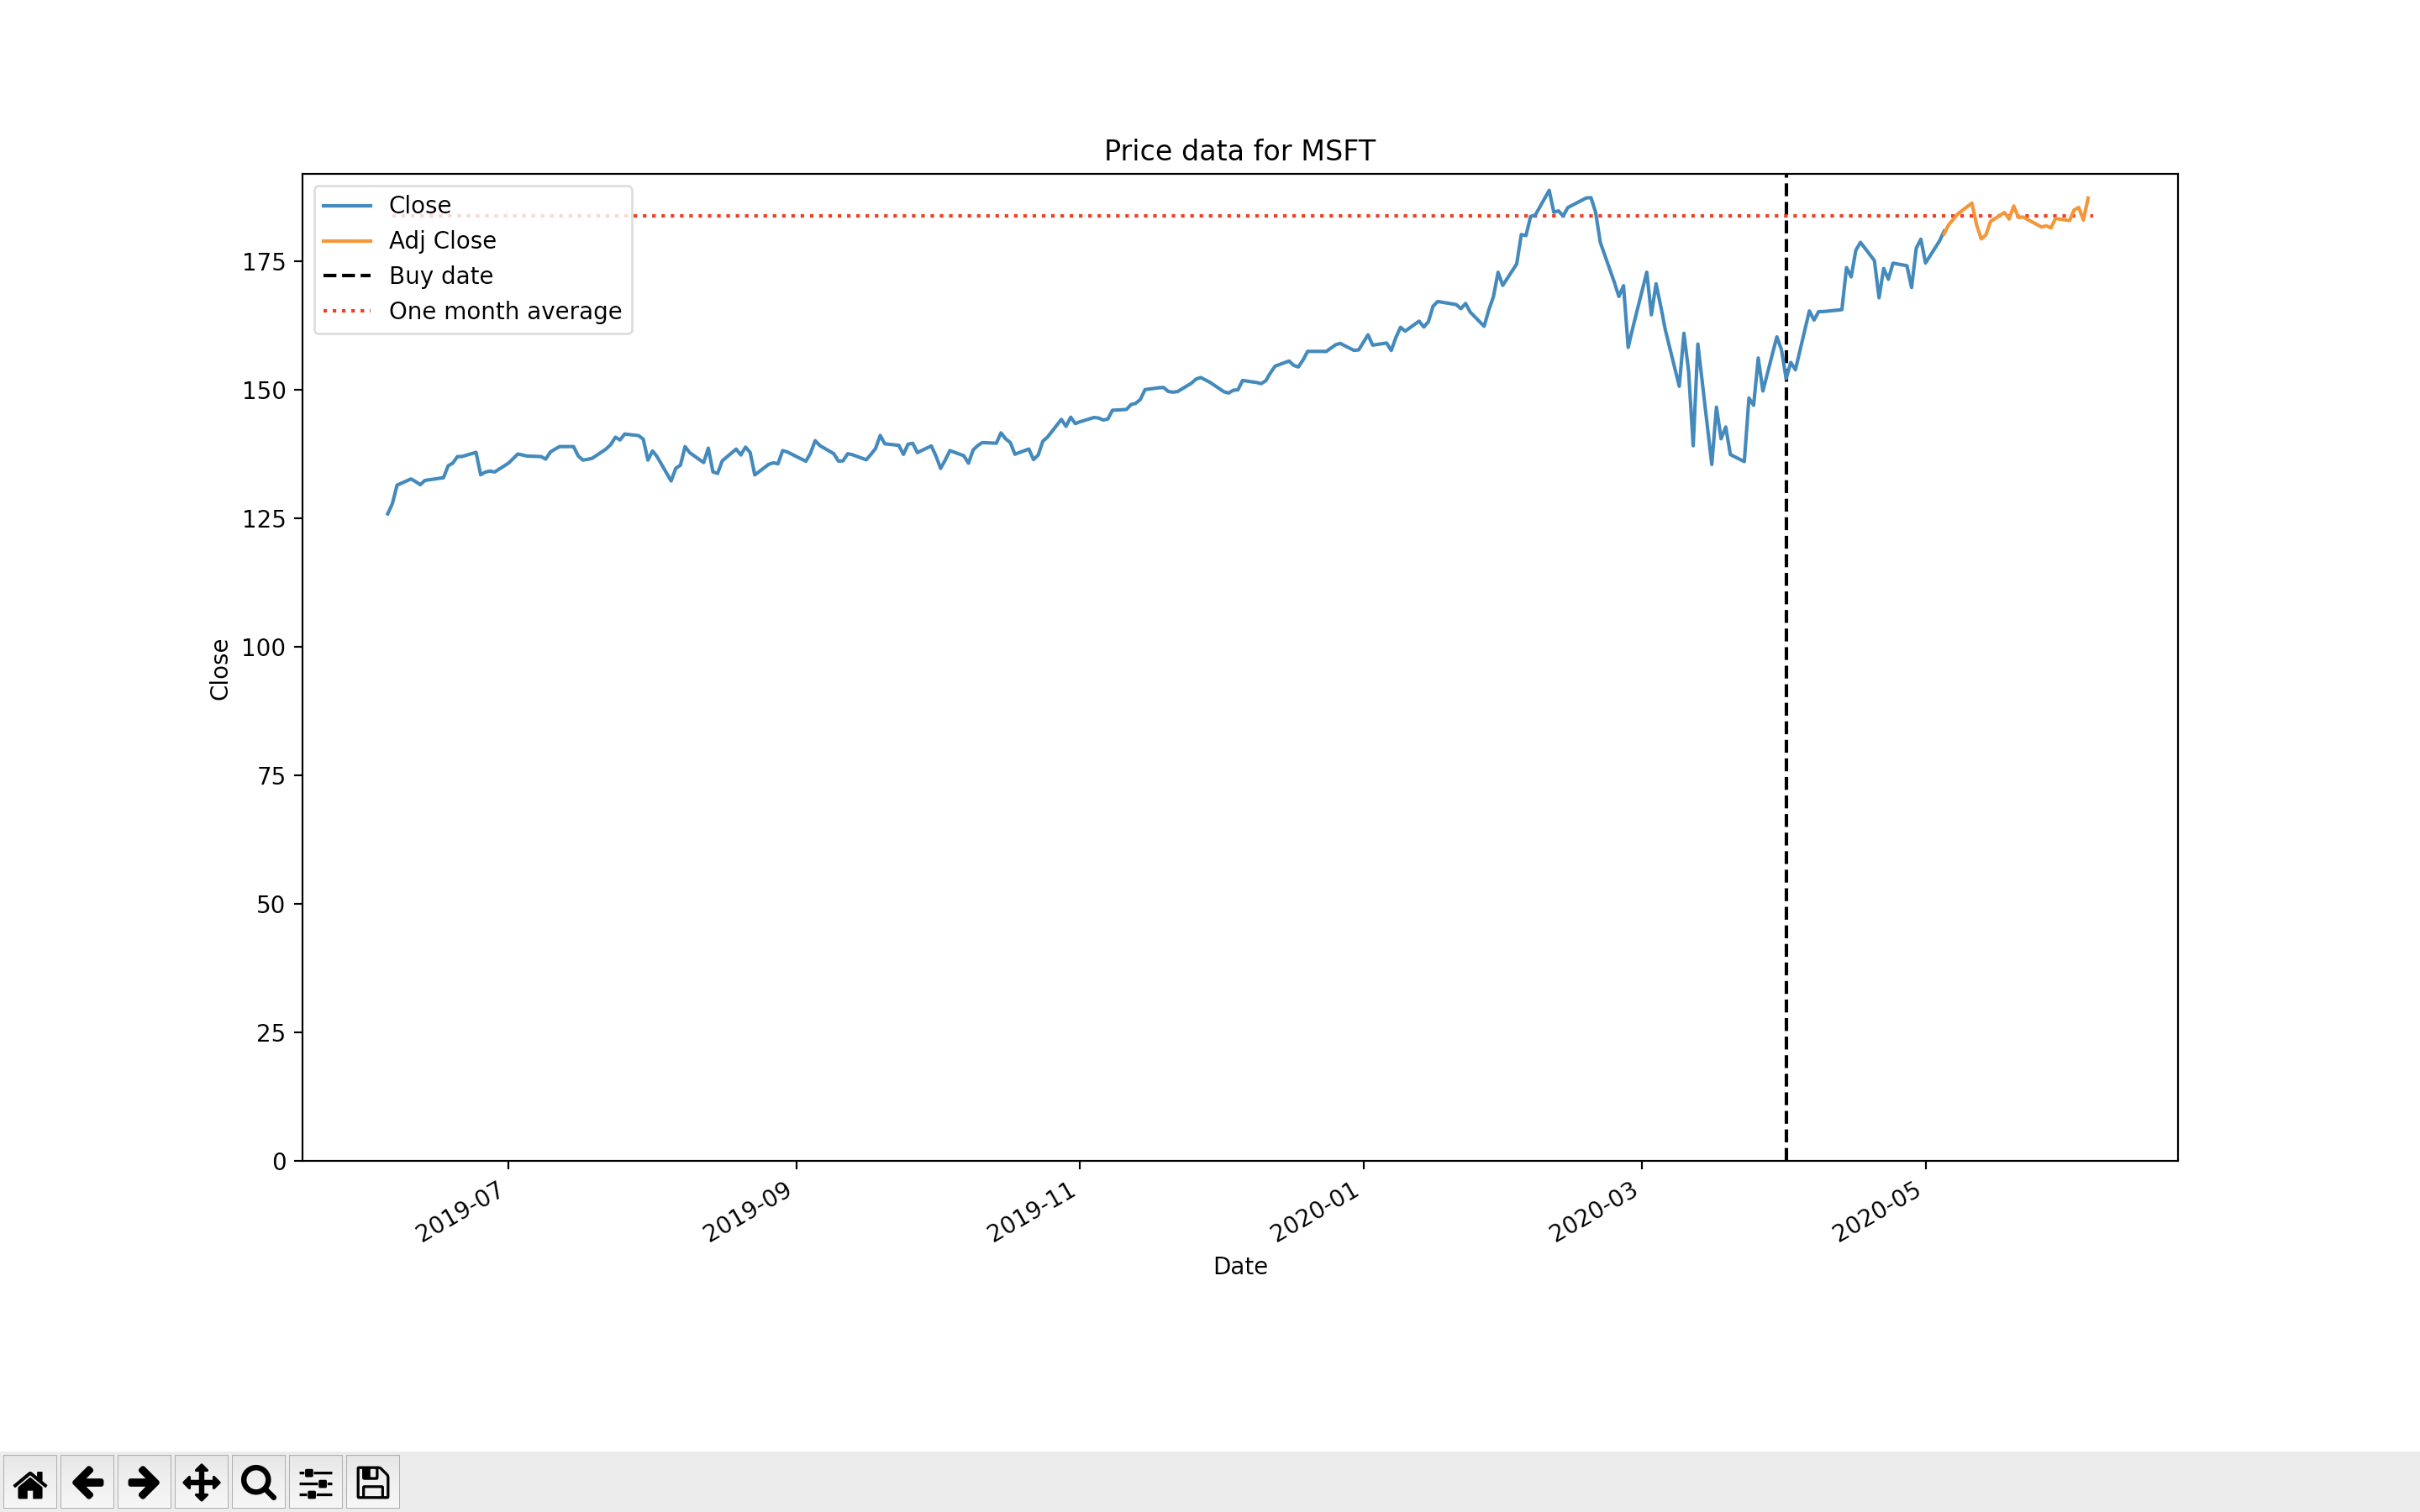 Price data for MSFT
Close
Adj Close
Buy date
One month average
175
150
125
100
75
50
25
0
Close
2019-07
2019-09
2019-11
2020-01
2020-03
2020-05
Date